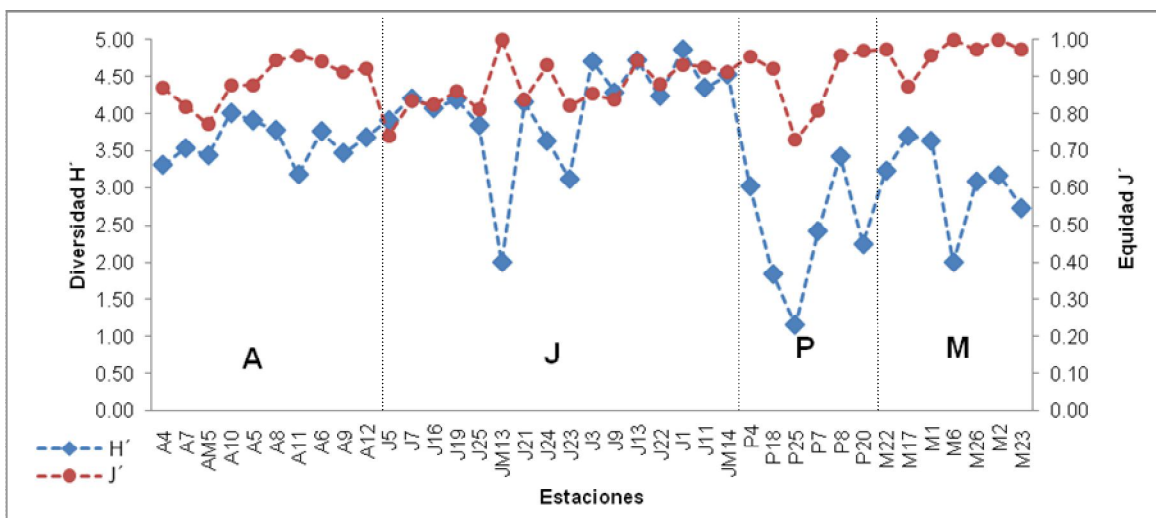 5.00
4.50
4.00
3.50
3.00
2.50
2.00
1.50
1.00
0.50
0.00
Diversidad H´
1.00
0.90
0.80
0.70
0.60
0.50
0.40
0.30
0.20
0.10
0.00
Equidad J´
A
J
P
M
A4
A7
AM5
A10
A5
A8
A11
A6
A9
A12
J5
J7
J16
J19
J25
JM13
J21
J24
J23
J3
J9
J13
J22
J1
J11
JM14
P4
P18
P25
P7
P8
P20
M22
M17
M1
M6
M26
M2
M23
H´
J´
Estaciones